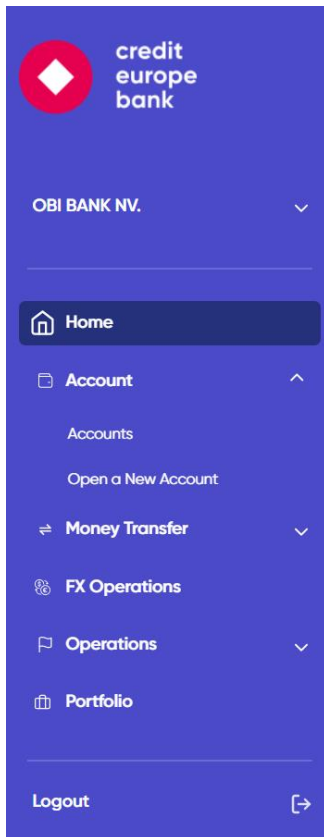 credit
europe
bank
OBI BANK NV.
Home
Account
Accounts
Open a New Account
Money Transfer
FX Operations
Operations
Portfolio
Logout